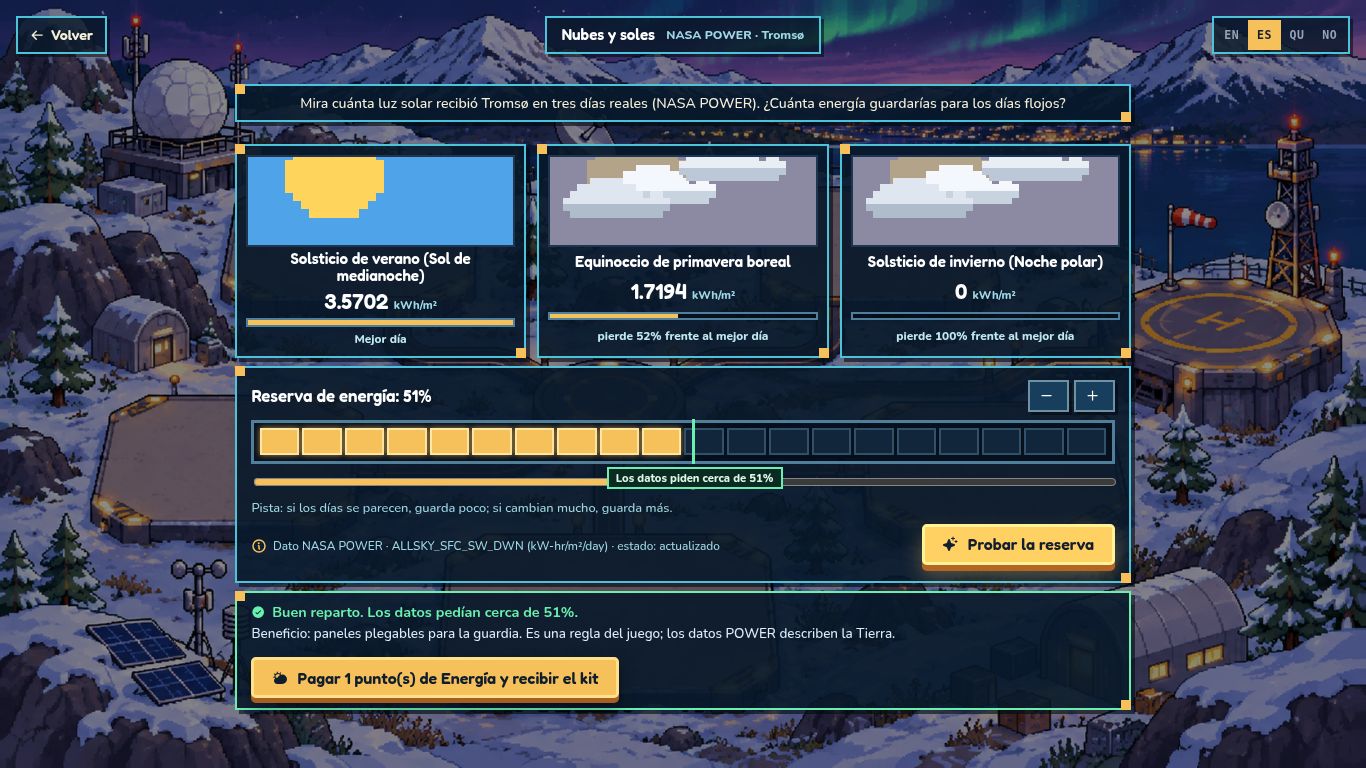 ← Volver
Nubes y soles NASA POWER · Tromsø
EN ES QU NO
Mira cuánta luz solar recibió Tromsø en tres días reales (NASA POWER). ¿Cuánta energía guardarías para los días flojos?
Solsticio de verano (Sol de
medianoche)
3.5702 kWh/m²
Mejor día
Equinoccio de primavera boreal
1.7194 kWh/m²
pierde 52% frente al mejor día
Solsticio de invierno (Noche polar)
0 kWh/m²
pierde 100% frente al mejor día
Reserva de energía: 51%
− +
Los datos piden cerca de 51%
Pista: si los días se parecen, guarda poco; si cambian mucho, guarda más.
Dato NASA POWER · ALLSKY_SFC_SW_DWN (kW-hr/m²/day) · estado: actualizado
Probar la reserva
Buen reparto. Los datos pedían cerca de 51%.
Beneficio: paneles plegables para la guardia. Es una regla del juego; los datos POWER describen la Tierra.
Pagar 1 punto(s) de Energía y recibir el kit